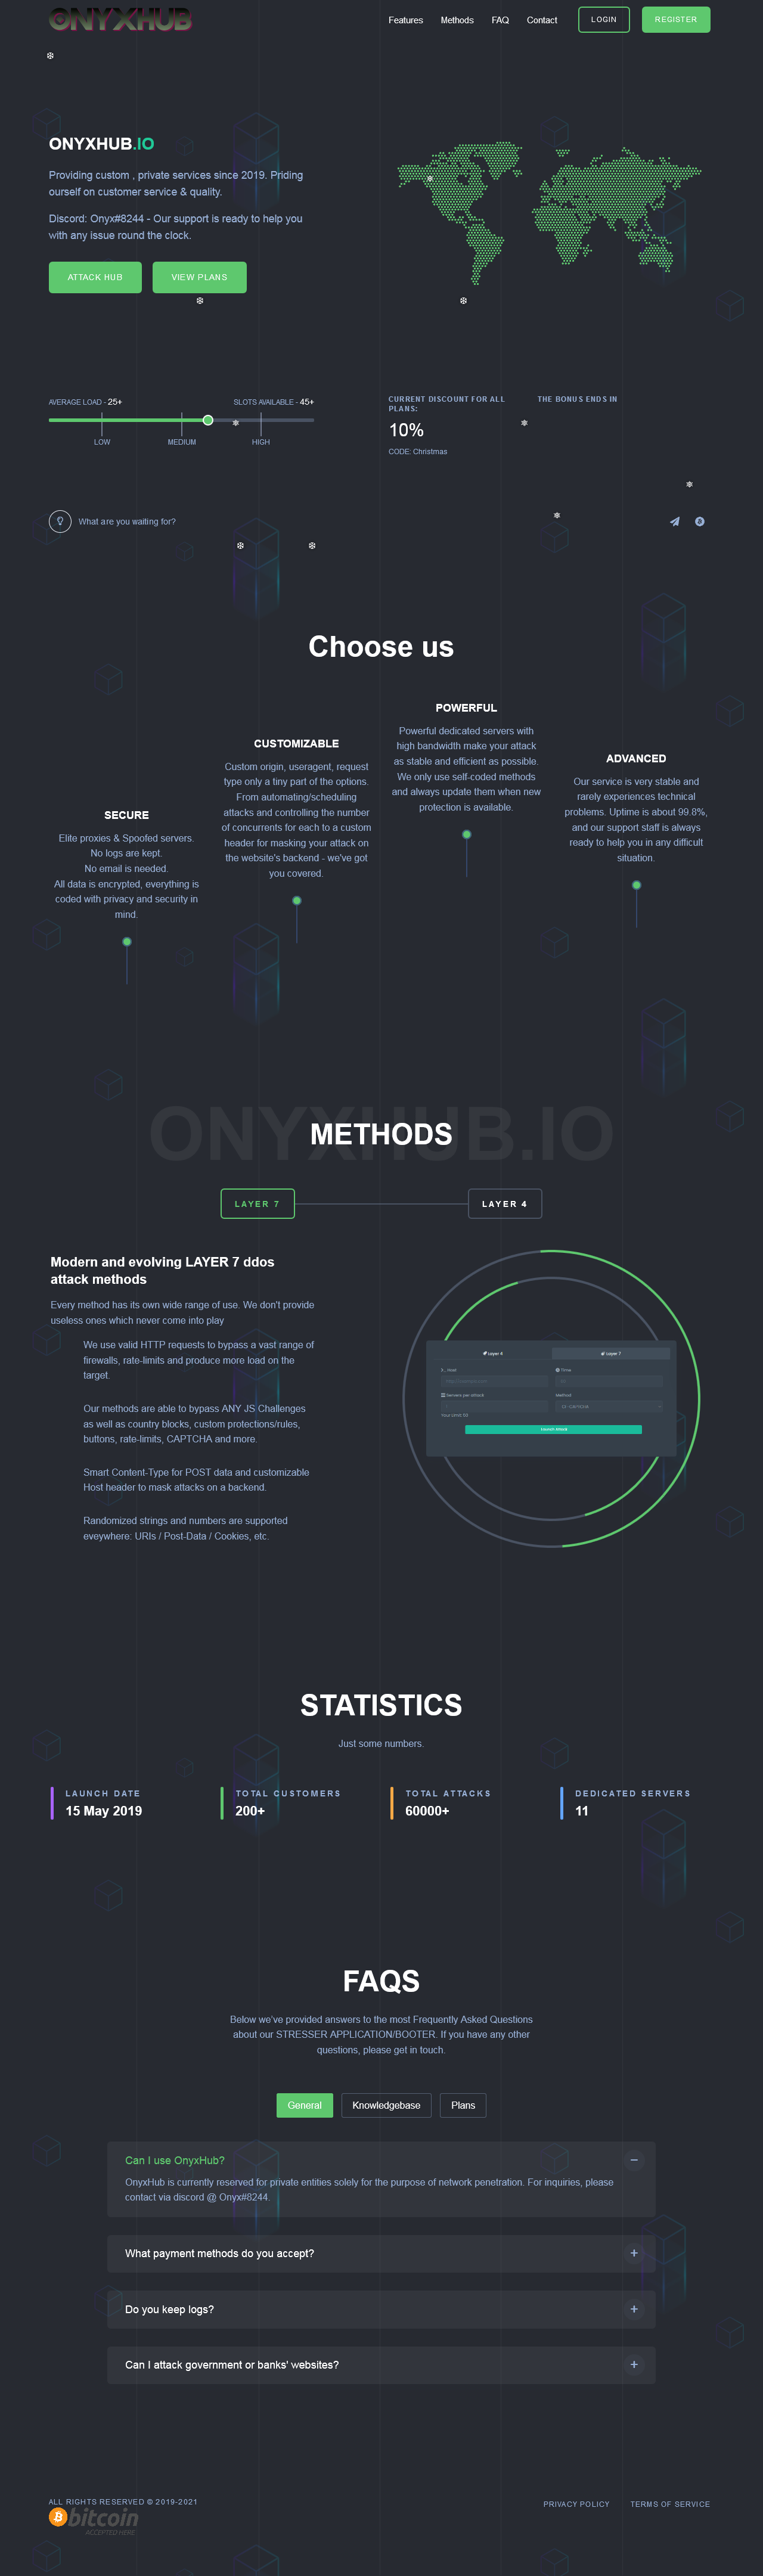 ONYXHUB
Features Methods FAQ Contact LOGIN REGISTER
ONYXHUB.IO
Providing custom , private services since 2019. Priding
ourself on customer service & quality.
Discord: Onyx#8244 - Our support is ready to help you
with any issue round the clock.
ATTACK HUB VIEW PLANS
AVERAGE LOAD - 25+ SLOTS AVAILABLE - 45+
LOW MEDIUM HIGH
CURRENT DISCOUNT FOR ALL
PLANS:
10%
CODE: Christmas
THE BONUS ENDS IN
What are you waiting for?
Choose us
SECURE
Elite proxies & Spoofed servers.
No logs are kept.
No email is needed.
All data is encrypted, everything is
coded with privacy and security in
mind.
CUSTOMIZABLE
Custom origin, useragent, request
type only a tiny part of the options.
From automating/scheduling
attacks and controlling the number
of concurrents for each to a custom
header for masking your attack on
the website's backend - we've got
you covered.
POWERFUL
Powerful dedicated servers with
high bandwidth make your attack
as stable and efficient as possible.
We only use self-coded methods
and always update them when new
protection is available.
ADVANCED
Our service is very stable and
rarely experiences technical
problems. Uptime is about 99.8%,
and our support staff is always
ready to help you in any difficult
situation.
ONYXHUB.IO
METHODS
LAYER 7 LAYER 4
Modern and evolving LAYER 7 ddos
attack methods
Every method has its own wide range of use. We don't provide
useless ones which never come into play
We use valid HTTP requests to bypass a vast range of
firewalls, rate-limits and produce more load on the
target.
Our methods are able to bypass ANY JS Challenges
as well as country blocks, custom protections/rules,
buttons, rate-limits, CAPTCHA and more.
Smart Content-Type for POST data and customizable
Host header to mask attacks on a backend.
Randomized strings and numbers are supported
eveywhere: URIs / Post-Data / Cookies, etc.
Layer 4 Layer 7
Host Time
Servers per attack Method
Launch Attack
STATISTICS
Just some numbers.
LAUNCH DATE
15 May 2019
TOTAL CUSTOMERS
200+
TOTAL ATTACKS
60000+
DEDICATED SERVERS
11
FAQS
Below we've provided answers to the most Frequently Asked Questions
about our STRESSER APPLICATION/BOOTER. If you have any other
questions, please get in touch.
General Knowledgebase Plans
Can I use OnyxHub?
OnyxHub is currently reserved for private entities solely for the purpose of network penetration. For inquiries, please
contact via discord @ Onyx#8244.
What payment methods do you accept?
Do you keep logs?
Can I attack government or banks' websites?
ALL RIGHTS RESERVED © 2019-2021
bitcoin
ACCEPTED HERE
PRIVACY POLICY TERMS OF SERVICE